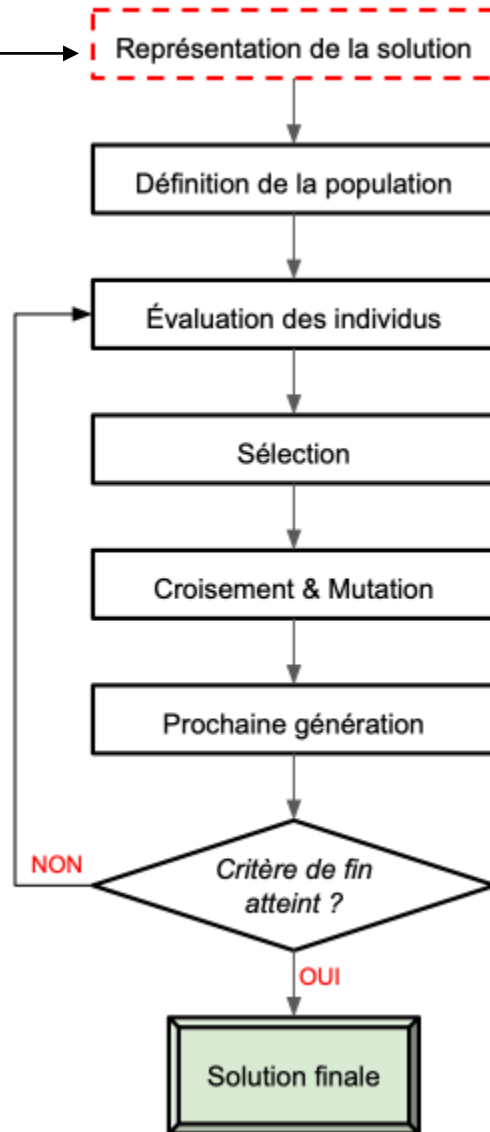 Représentation de la solution
Définition de la population
Évaluation des individus
Sélection
Croisement & Mutation
Prochaine génération
Critère de fin
atteint ?
NON
OUI
Solution finale